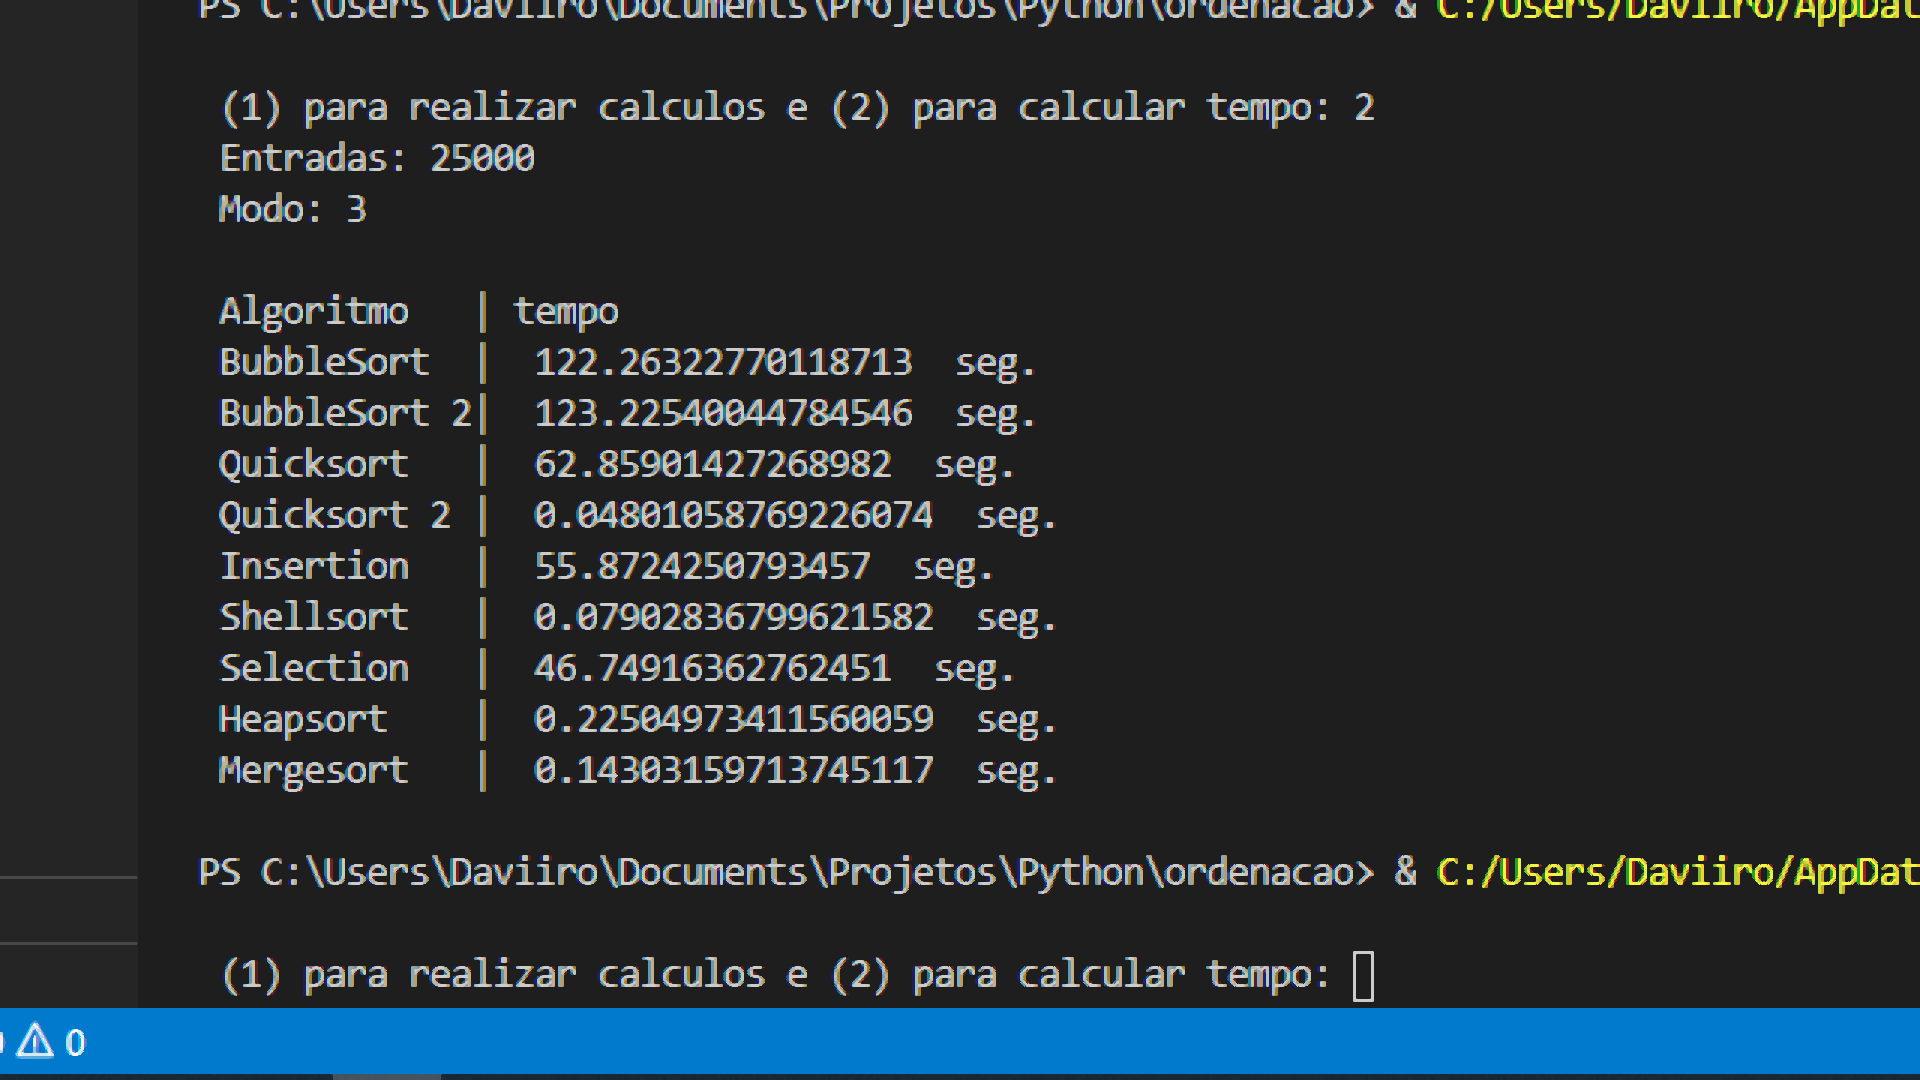 PS C:\Users\Daviiro\Documents\Projetos\Python\ordenacao> & C:/Users/Daviiro/AppDat
(1) para realizar calculos e (2) para calcular tempo: 2
Entradas: 25000
Modo: 3
Algoritmo | tempo
BubbleSort | 122.26322770118713 seg.
BubbleSort 2| 123.22540044784546 seg.
Quicksort | 62.85901427268982 seg.
Quicksort 2 | 0.04801058769226074 seg.
Insertion | 55.8724250793457 seg.
Shellsort | 0.07902836799621582 seg.
Selection | 46.74916362762451 seg.
Heapsort | 0.22504973411560059 seg.
Mergesort | 0.14303159713745117 seg.
PS C:\Users\Daviiro\Documents\Projetos\Python\ordenacao> & C:/Users/Daviiro/AppDat
(1) para realizar calculos e (2) para calcular tempo:
0